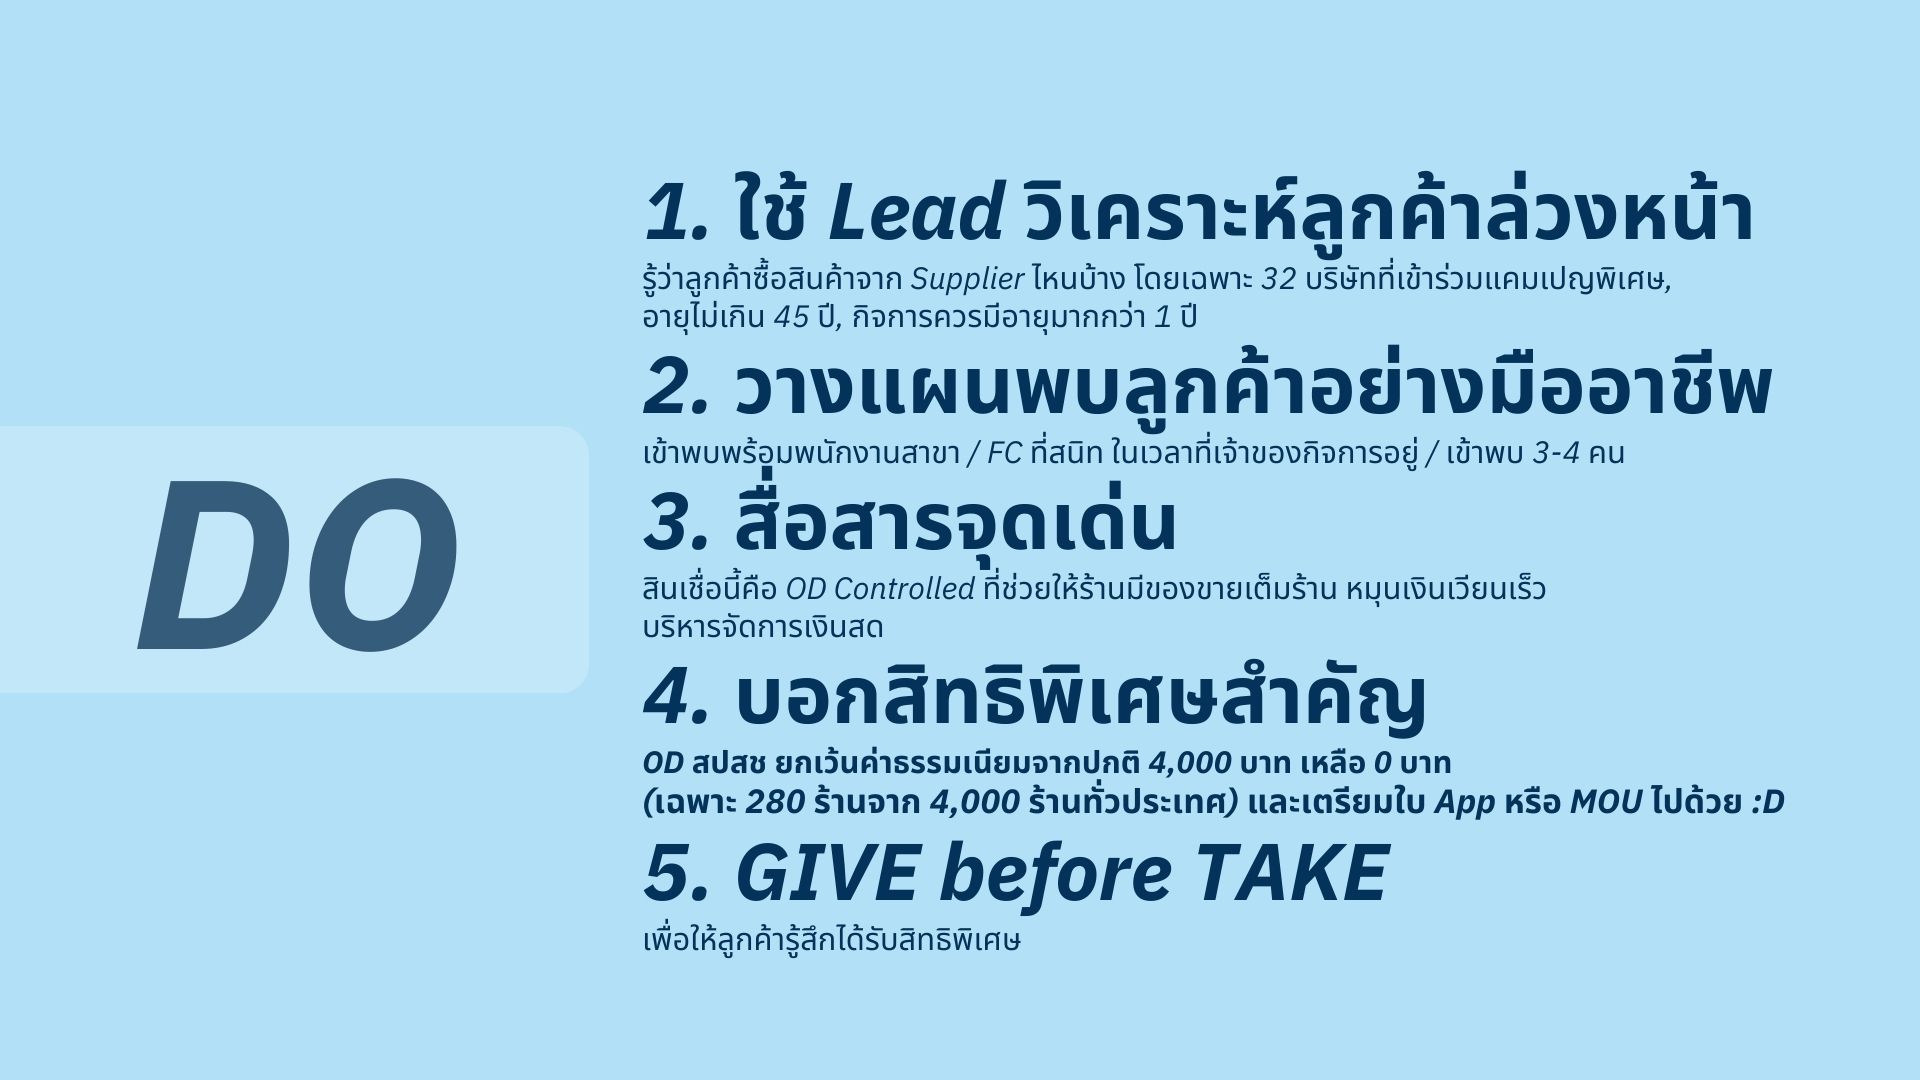 DO
1. ใช้ Lead วิเคราะห์ลูกค้าล่วงหน้า
รู้ว่าลูกค้าซื้อสินค้าจาก Supplier ไหนบ้าง โดยเฉพาะ 32 บริษัทที่เข้าร่วมแคมเปญพิเศษ,
อายุไม่เกิน 45 ปี, กิจการควรมีอายุมากกว่า 1 ปี
2. วางแผนพบลูกค้าอย่างมืออาชีพ
เข้าพบพร้อมพนักงานสาขา / FC ที่สนิท ในเวลาที่เจ้าของกิจการอยู่ / เข้าพบ 3-4 คน
3. สื่อสารจุดเด่น
สินเชื่อนี้คือ OD Controlled ที่ช่วยให้ร้านมีของขายเต็มร้าน หมุนเงินเวียนเร็ว
บริหารจัดการเงินสด
4. บอกสิทธิพิเศษสำคัญ
OD สปสช ยกเว้นค่าธรรมเนียมจากปกติ 4,000 บาท เหลือ 0 บาท
(เฉพาะ 280 ร้านจาก 4,000 ร้านทั่วประเทศ) และเตรียมใบ App หรือ MOU ไปด้วย :D
5. GIVE before TAKE
เพื่อให้ลูกค้ารู้สึกได้รับสิทธิพิเศษ